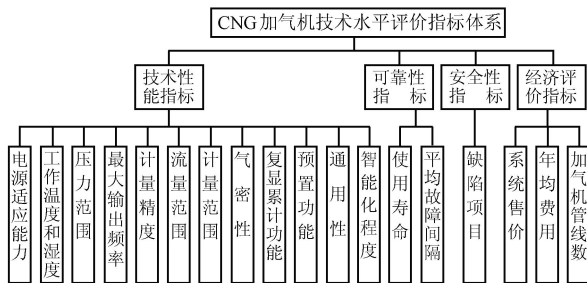 CNG加气机技术水平评价指标体系
技术性
能指标
可靠性
指 标
安全性
指 标
经济评
价指标
电源适应能力
工作温度和湿度
压力范围
最大输出频率
计量精度
流量范围
计量范围
气密性
复显累计功能
预置功能
通用性
智能化程度
使用寿命
平均故障间隔
缺陷项目
系统售价
年均费用
加气机管线数